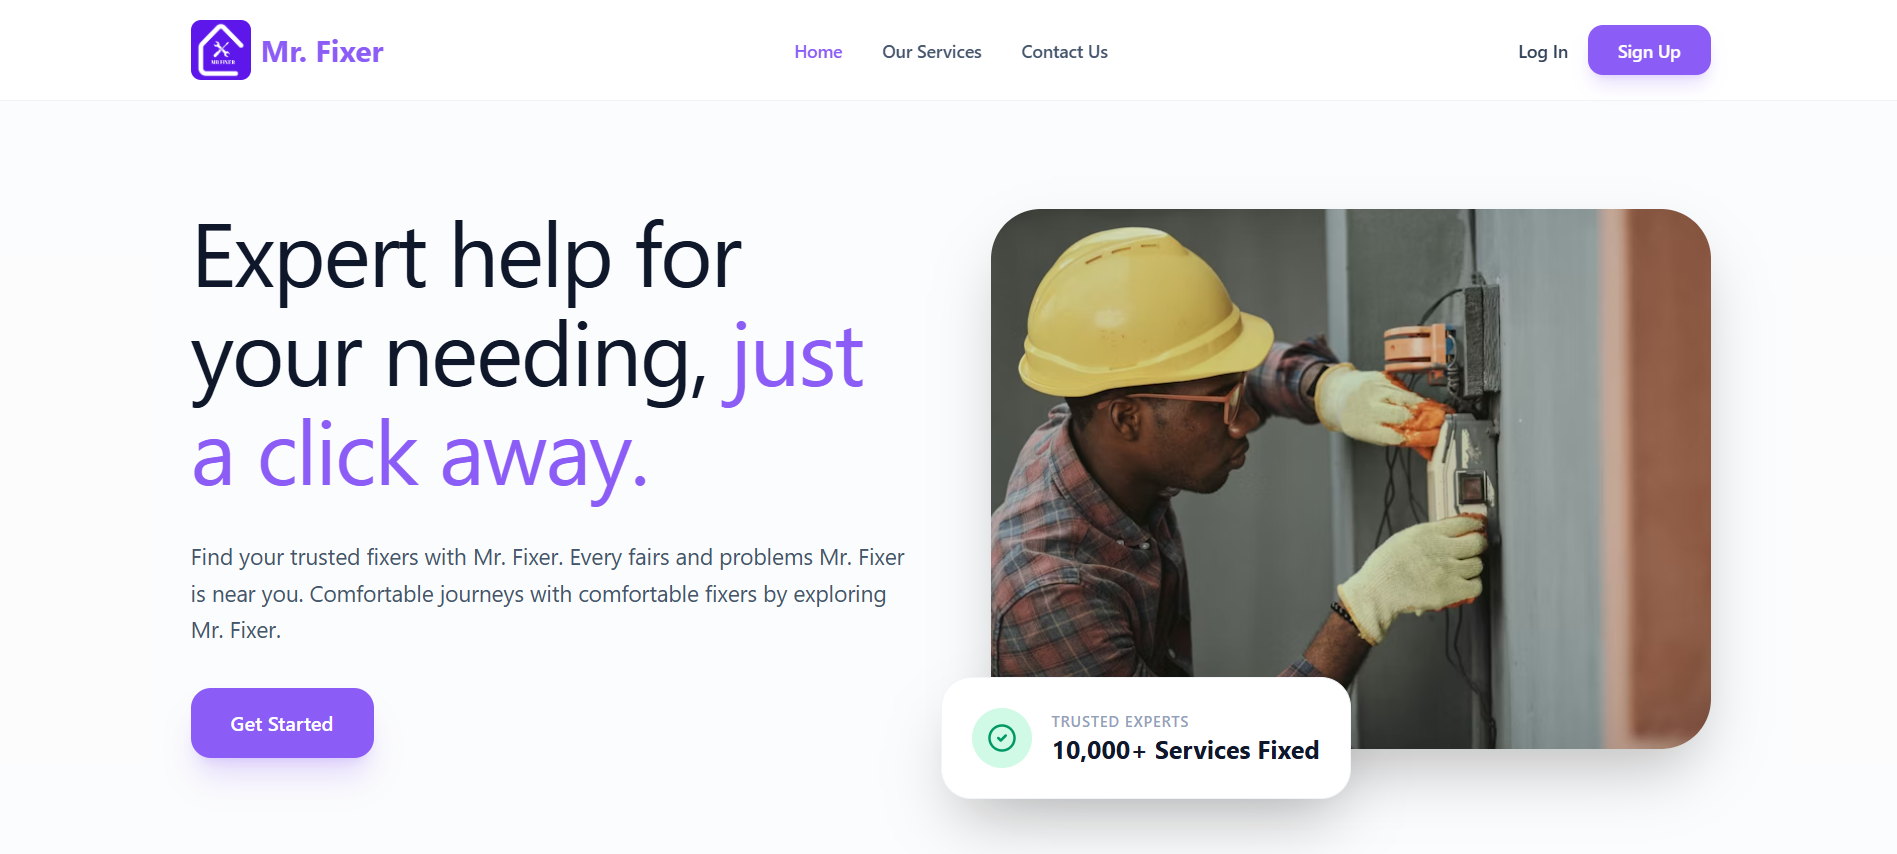 MR FIXER
Mr. Fixer
Home
Our Services
Contact Us
Log In
Sign Up
Expert help for
your needing, just
a click away.
Find your trusted fixers with Mr. Fixer. Every fairs and problems Mr. Fixer
is near you. Comfortable journeys with comfortable fixers by exploring
Mr. Fixer.
Get Started
TRUSTED EXPERTS
10,000+ Services Fixed